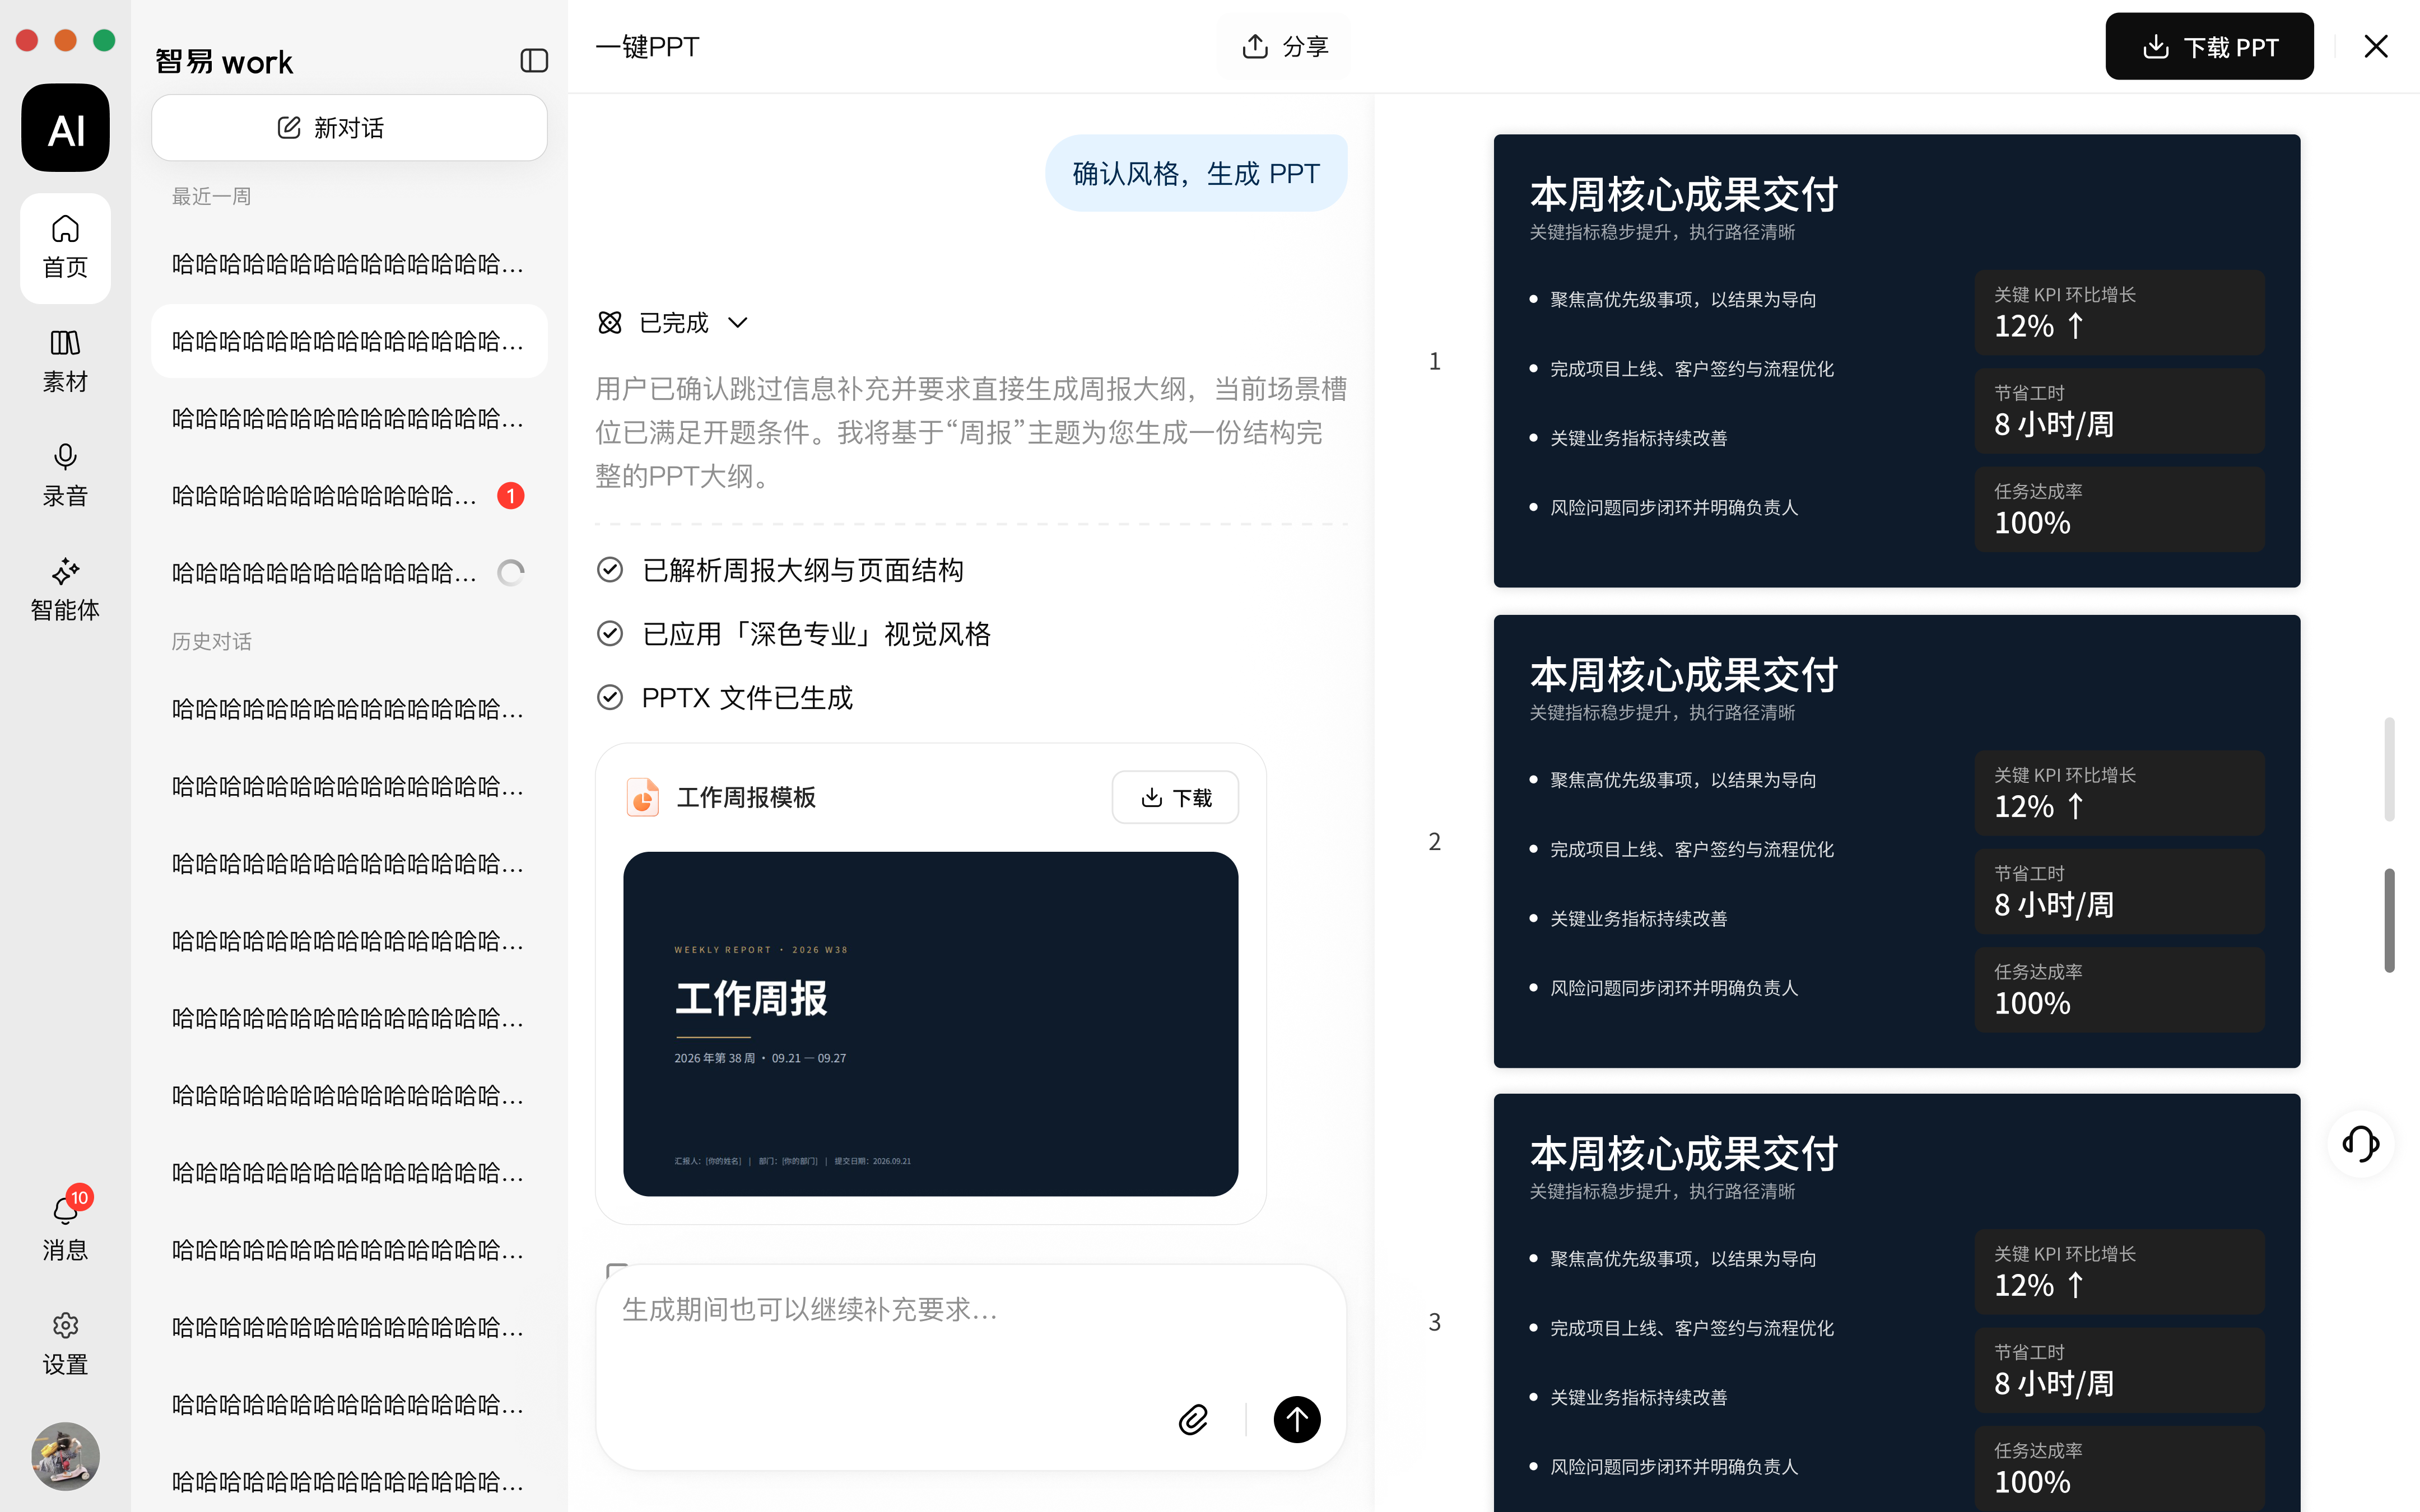 智易 work
AI
首页
素材
录音
智能体
10
消息
设置
新对话
最近一周
哈哈哈哈哈哈哈哈哈哈哈哈哈哈...
哈哈哈哈哈哈哈哈哈哈哈哈哈哈...
哈哈哈哈哈哈哈哈哈哈哈哈哈哈...
哈哈哈哈哈哈哈哈哈哈哈哈... 1
哈哈哈哈哈哈哈哈哈哈哈哈...
历史对话
哈哈哈哈哈哈哈哈哈哈哈哈哈哈...
哈哈哈哈哈哈哈哈哈哈哈哈哈哈...
哈哈哈哈哈哈哈哈哈哈哈哈哈哈...
哈哈哈哈哈哈哈哈哈哈哈哈哈哈...
哈哈哈哈哈哈哈哈哈哈哈哈哈哈...
哈哈哈哈哈哈哈哈哈哈哈哈哈哈...
哈哈哈哈哈哈哈哈哈哈哈哈哈哈...
哈哈哈哈哈哈哈哈哈哈哈哈哈哈...
哈哈哈哈哈哈哈哈哈哈哈哈哈哈...
哈哈哈哈哈哈哈哈哈哈哈哈哈哈...
哈哈哈哈哈哈哈哈哈哈哈哈哈哈...
一键PPT
分享
确认风格，生成 PPT
已完成
用户已确认跳过信息补充并要求直接生成周报大纲，当前场景槽
位已满足开题条件。我将基于“周报”主题为您生成一份结构完
整的PPT大纲。
已解析周报大纲与页面结构
已应用「深色专业」视觉风格
PPTX 文件已生成
工作周报模板
下载
WEEKLY REPORT · 2026 W38
工作周报
2026 年第 38 周 · 09.21 — 09.27
汇报人：[你的姓名] | 部门：[你的部门] | 提交日期：2026.09.21
生成期间也可以继续补充要求...
下载 PPT
1
本周核心成果交付
关键指标稳步提升，执行路径清晰
聚焦高优先级事项，以结果为导向
完成项目上线、客户签约与流程优化
关键业务指标持续改善
风险问题同步闭环并明确负责人
关键 KPI 环比增长
12% ↑
节省工时
8 小时/周
任务达成率
100%
2
本周核心成果交付
关键指标稳步提升，执行路径清晰
聚焦高优先级事项，以结果为导向
完成项目上线、客户签约与流程优化
关键业务指标持续改善
风险问题同步闭环并明确负责人
关键 KPI 环比增长
12% ↑
节省工时
8 小时/周
任务达成率
100%
3
本周核心成果交付
关键指标稳步提升，执行路径清晰
聚焦高优先级事项，以结果为导向
完成项目上线、客户签约与流程优化
关键业务指标持续改善
风险问题同步闭环并明确负责人
关键 KPI 环比增长
12% ↑
节省工时
8 小时/周
任务达成率
100%